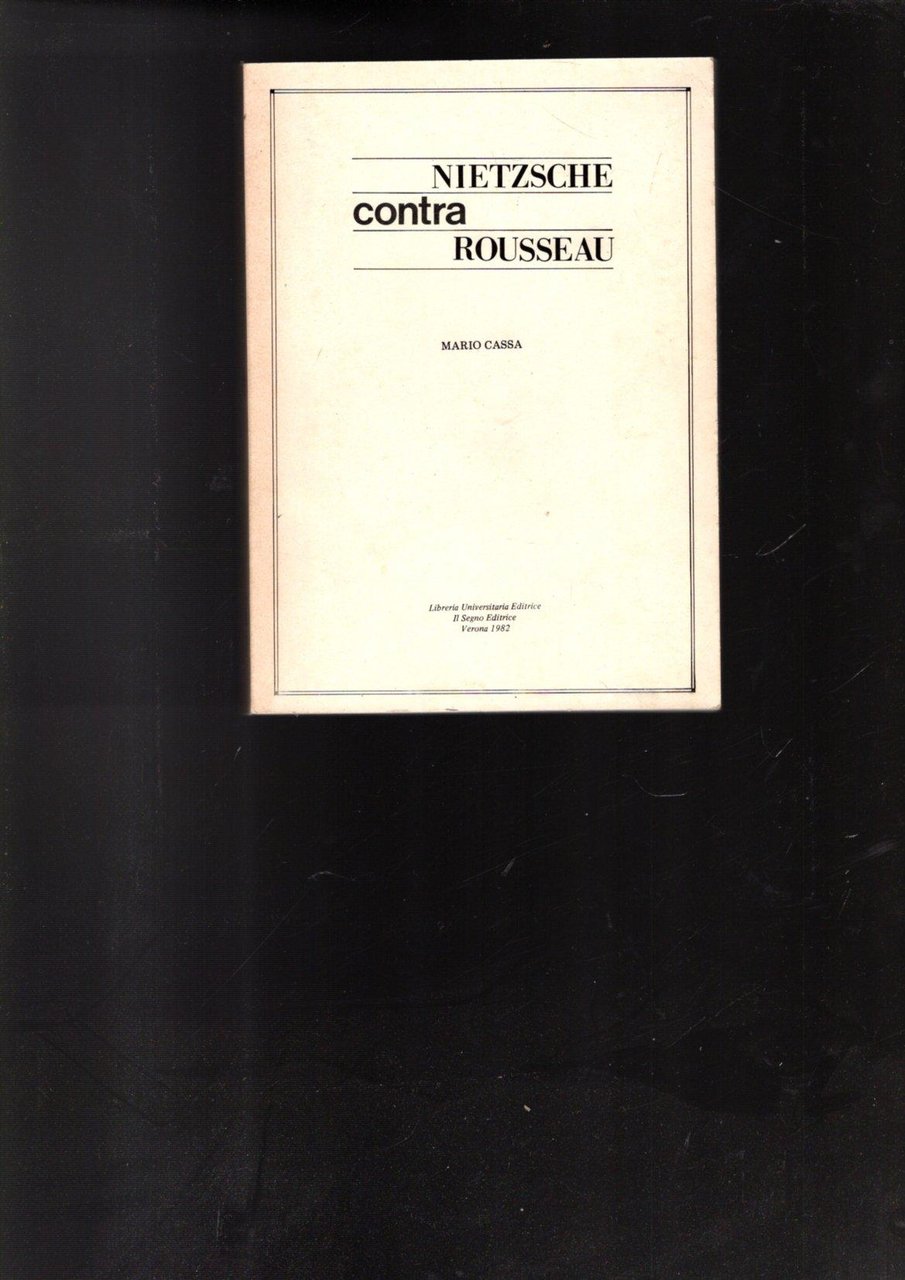 NIETZSCHE
contra
ROUSSEAU
MARIO CASSA
Libreria Universitaria Editrice
Il Segno Editrice
Verona 1982